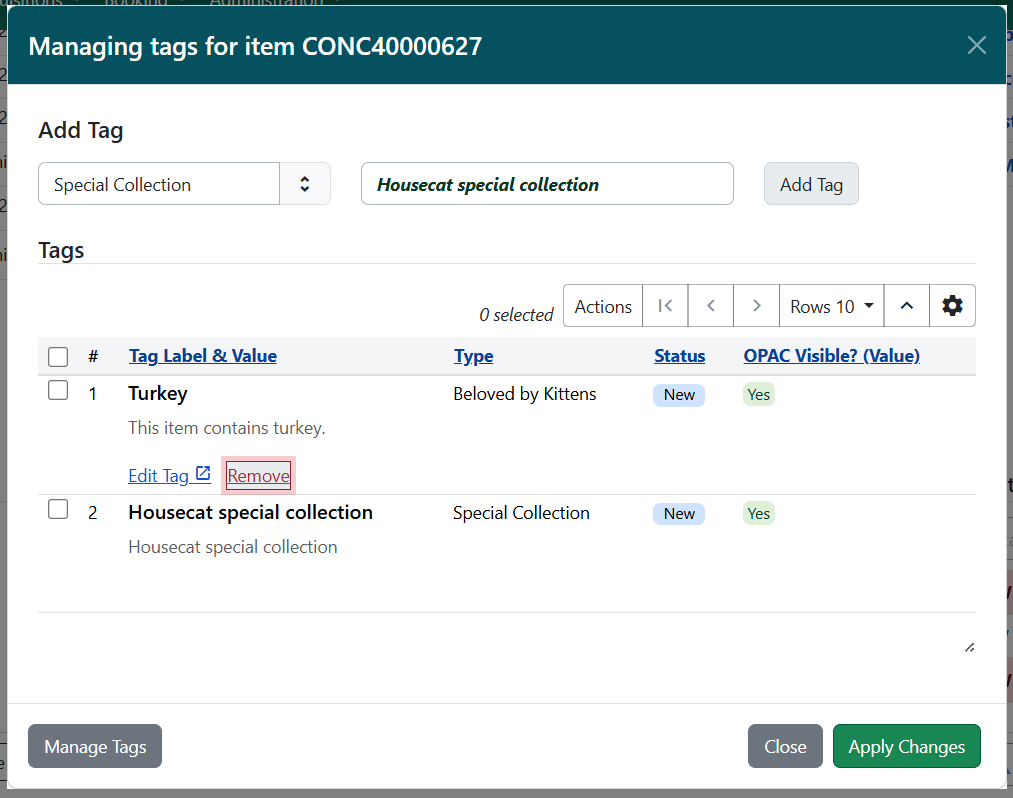 Booking Administration
Managing tags for item CONC40000627
Add Tag
Special Collection Housecat special collection Add Tag
Tags
0 selected Actions Rows 10
# Tag Label & Value Type Status OPAC Visible? (Value)
1 Turkey Beloved by Kittens New Yes
This item contains turkey.
Edit Tag Remove
2 Housecat special collection Special Collection New Yes
Housecat special collection
Manage Tags Close Apply Changes